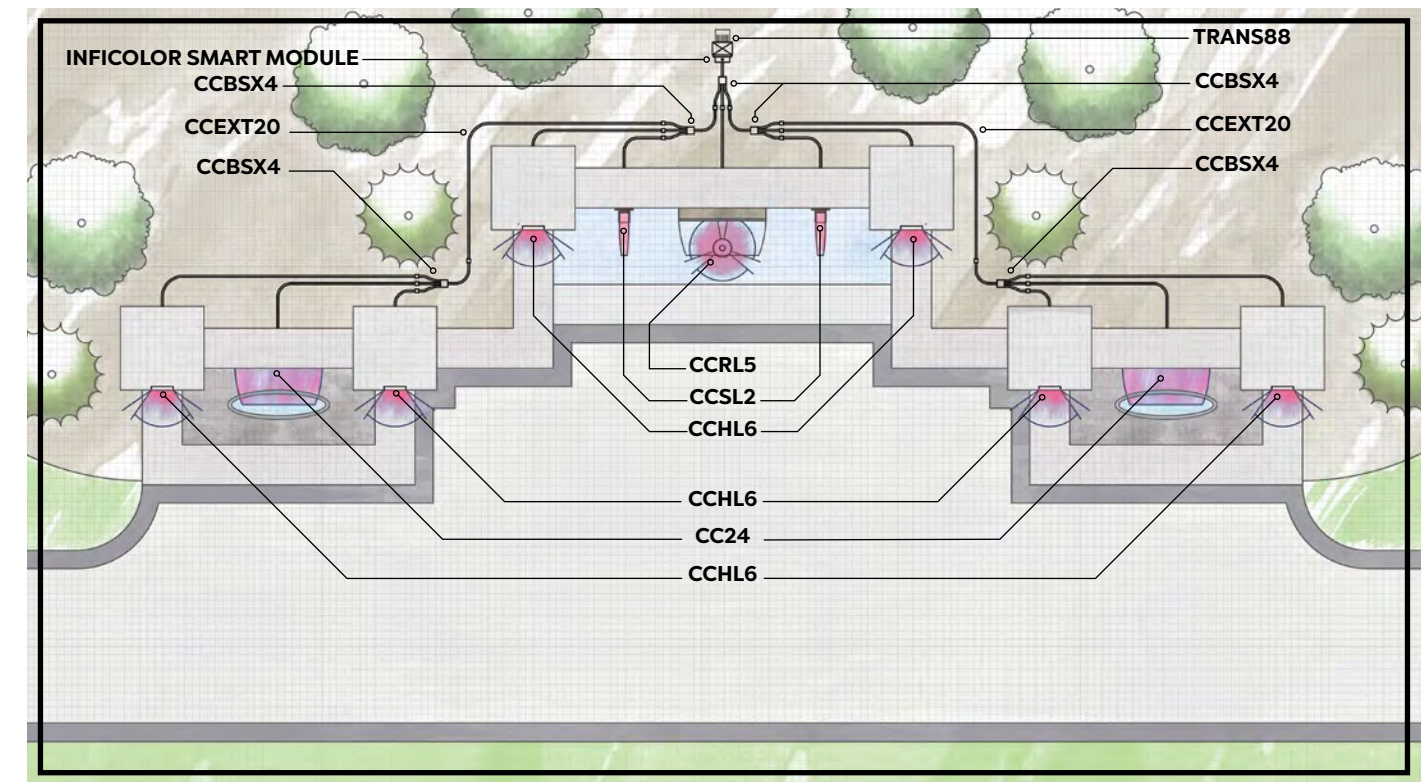 TRANS88
INFICOLOR SMART MODULE
CCBSX4
CCBSX4
CCEXT20
CCEXT20
CCBSX4
CCBSX4
CCRL5
CCSL2
CCHL6
CCHL6
CC24
CCHL6